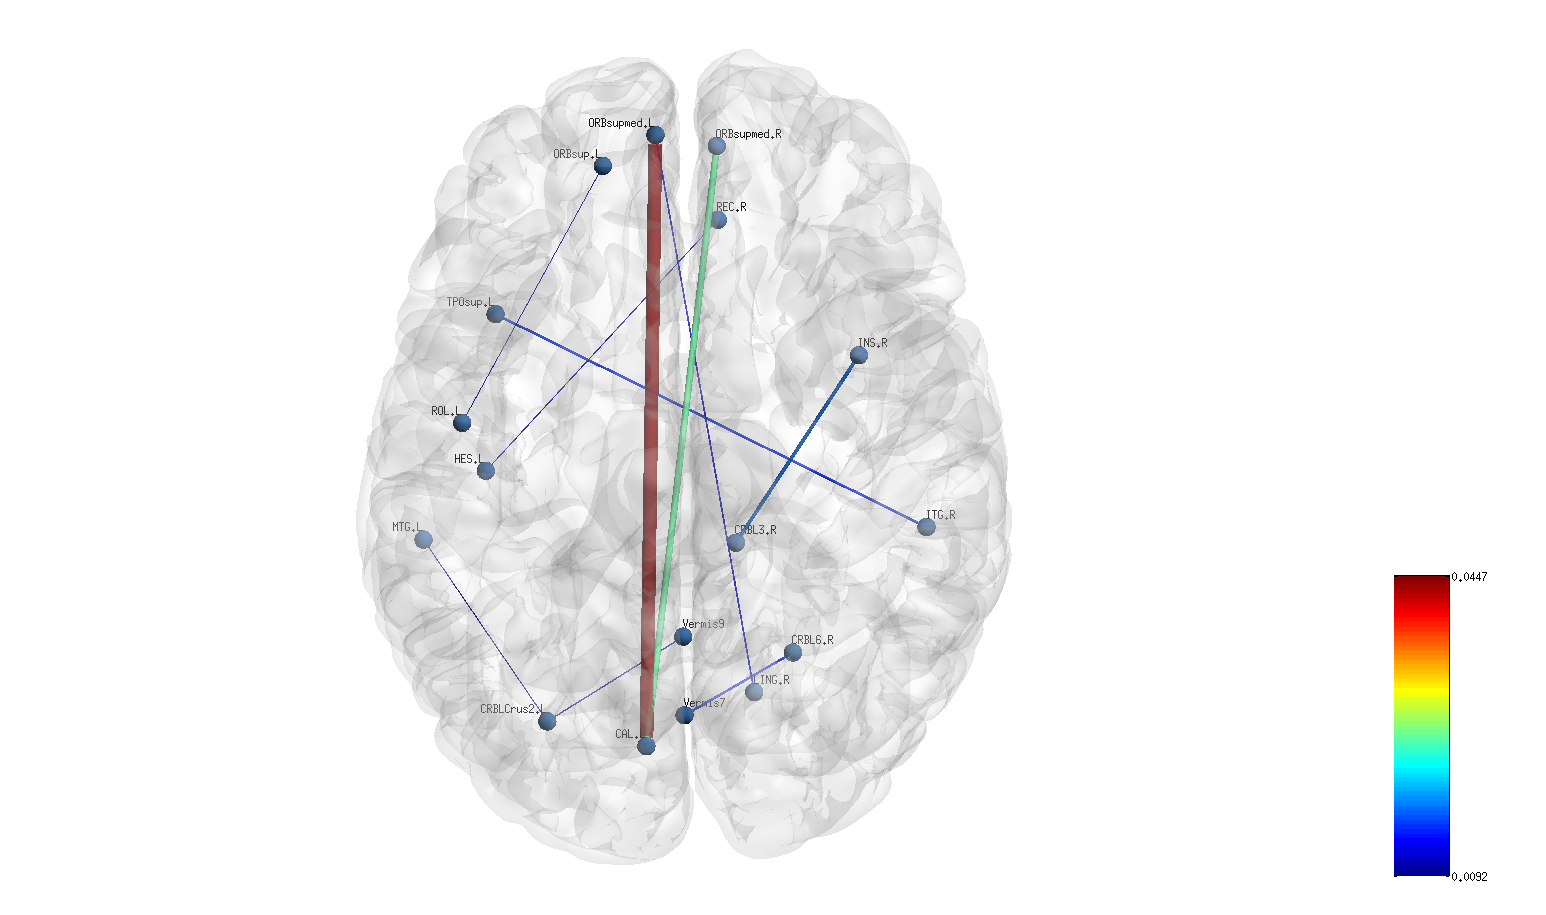 ORBsupmed.L
ORBsupmed.R
ORBsup.L
REC.R
TPOsup.L
INS.R
ROL.L
HES.L
ITG.R
MTG.L
CRBL3.R
Vermis9
CRBL6.R
LING.R
CRBLCrus2.L
Vermis7
CAL.
0.0447
0.0092